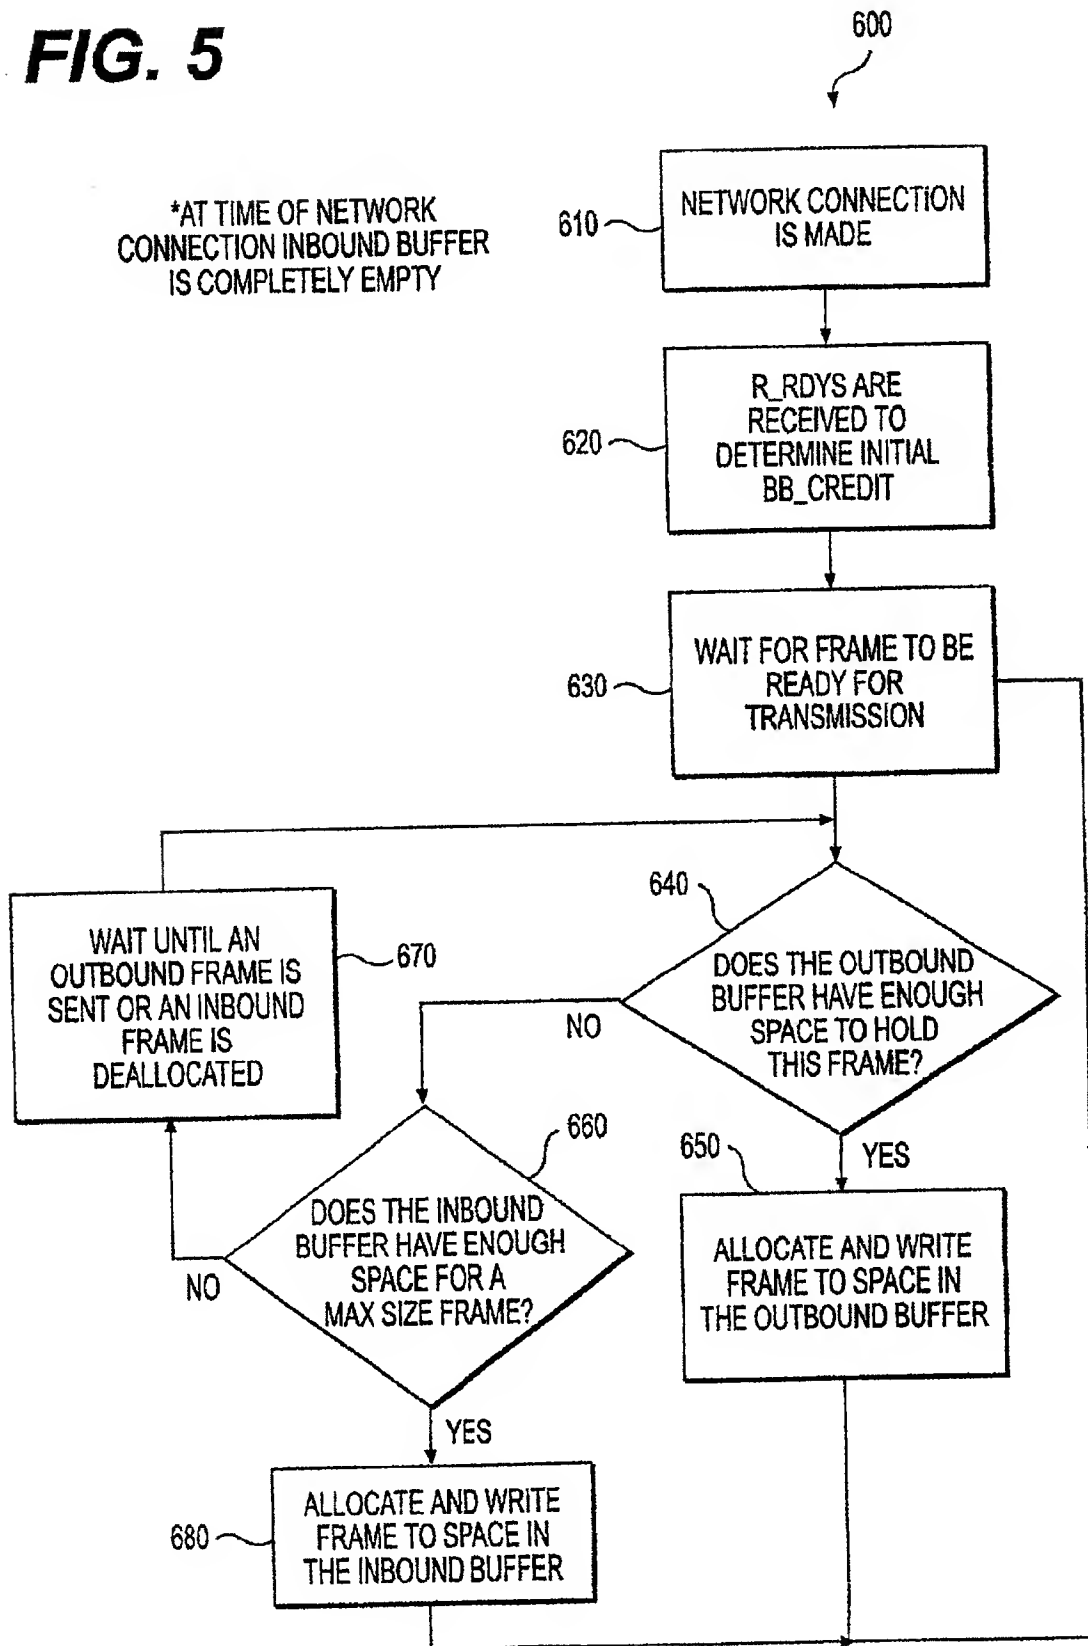 FIG. 5
600
*AT TIME OF NETWORK
CONNECTION INBOUND BUFFER
IS COMPLETELY EMPTY
610
NETWORK CONNECTION
IS MADE
620
R_RDYS ARE
RECEIVED TO
DETERMINE INITIAL
BB_CREDIT
630
WAIT FOR FRAME TO BE
READY FOR
TRANSMISSION
640
DOES THE OUTBOUND
BUFFER HAVE ENOUGH
SPACE TO HOLD
THIS FRAME?
NO
YES
WAIT UNTIL AN
OUTBOUND FRAME IS
SENT OR AN INBOUND
FRAME IS
DEALLOCATED
670
660
DOES THE INBOUND
BUFFER HAVE ENOUGH
SPACE FOR A
MAX SIZE FRAME?
NO
YES
650
ALLOCATE AND WRITE
FRAME TO SPACE IN
THE OUTBOUND BUFFER
680
ALLOCATE AND WRITE
FRAME TO SPACE IN
THE INBOUND BUFFER